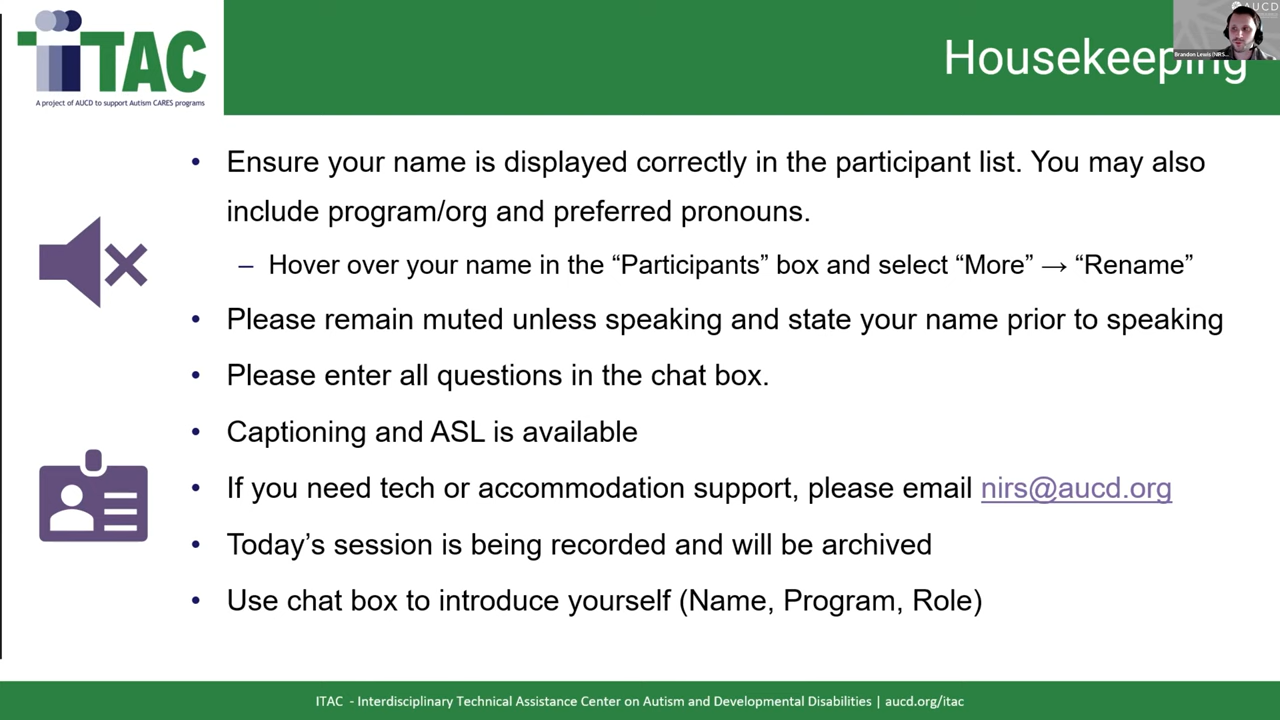 iTAC
A project of AUCD to support Autism CARES programs
Housekeeping
AUCD
Brandon Lewis (NIRS...
• Ensure your name is displayed correctly in the participant list. You may also
include program/org and preferred pronouns.
– Hover over your name in the “Participants” box and select “More” → “Rename”
• Please remain muted unless speaking and state your name prior to speaking
• Please enter all questions in the chat box.
• Captioning and ASL is available
• If you need tech or accommodation support, please email nirs@aucd.org
• Today’s session is being recorded and will be archived
• Use chat box to introduce yourself (Name, Program, Role)
ITAC - Interdisciplinary Technical Assistance Center on Autism and Developmental Disabilities | aucd.org/itac